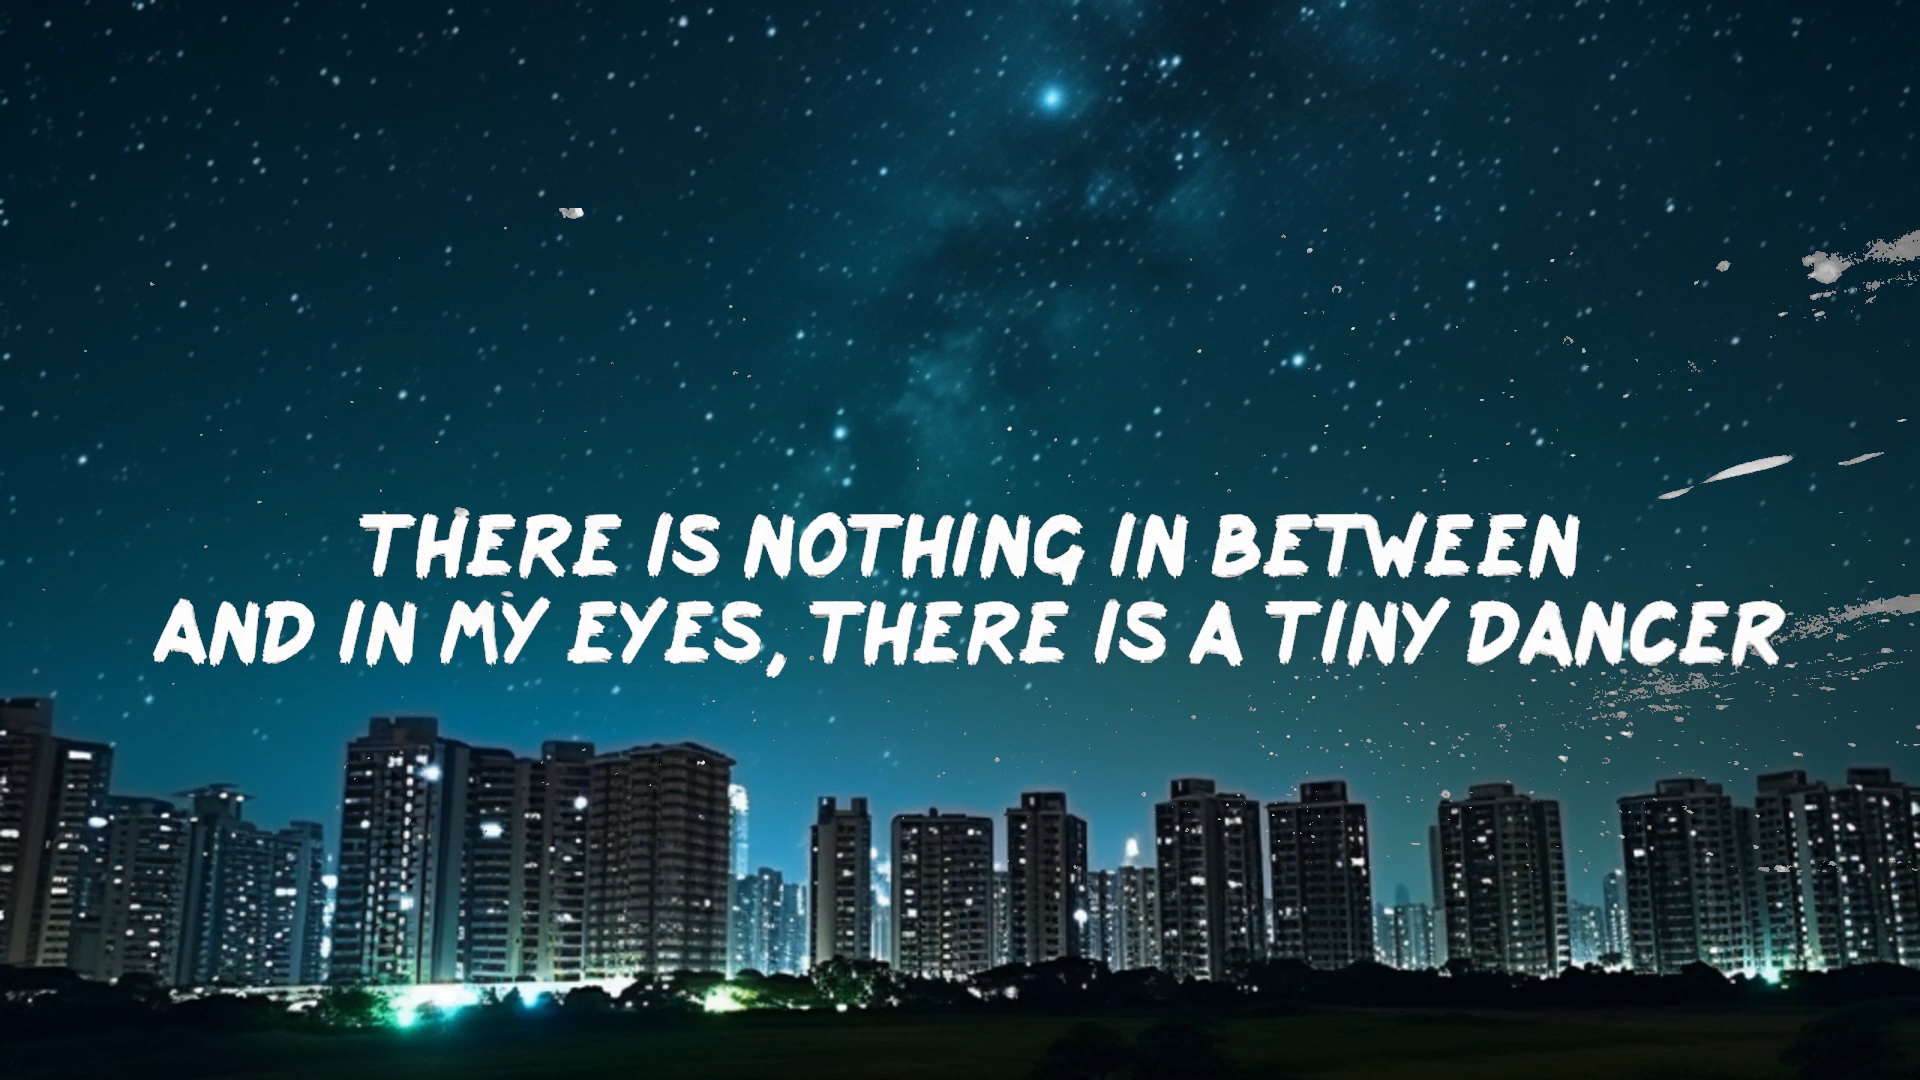 THERE IS NOTHING IN BETWEEN
AND IN MY EYES, THERE IS A TINY DANCER